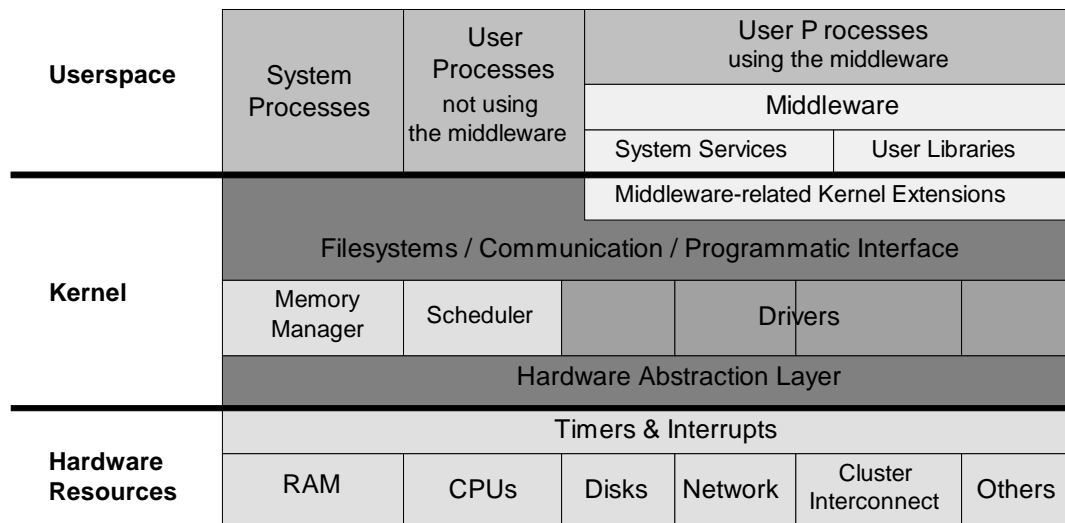 Userspace
System
Processes
User
Processes
not using
the middleware
User P rocesses
using the middleware
Middleware
System Services
User Libraries
Kernel
Middleware-related Kernel Extensions
Filesystems / Communication / Programmatic Interface
Memory
Manager
Scheduler
Drivers
Hardware Abstraction Layer
Hardware
Resources
Timers & Interrupts
RAM
CPUs
Disks
Network
Cluster
Interconnect
Others